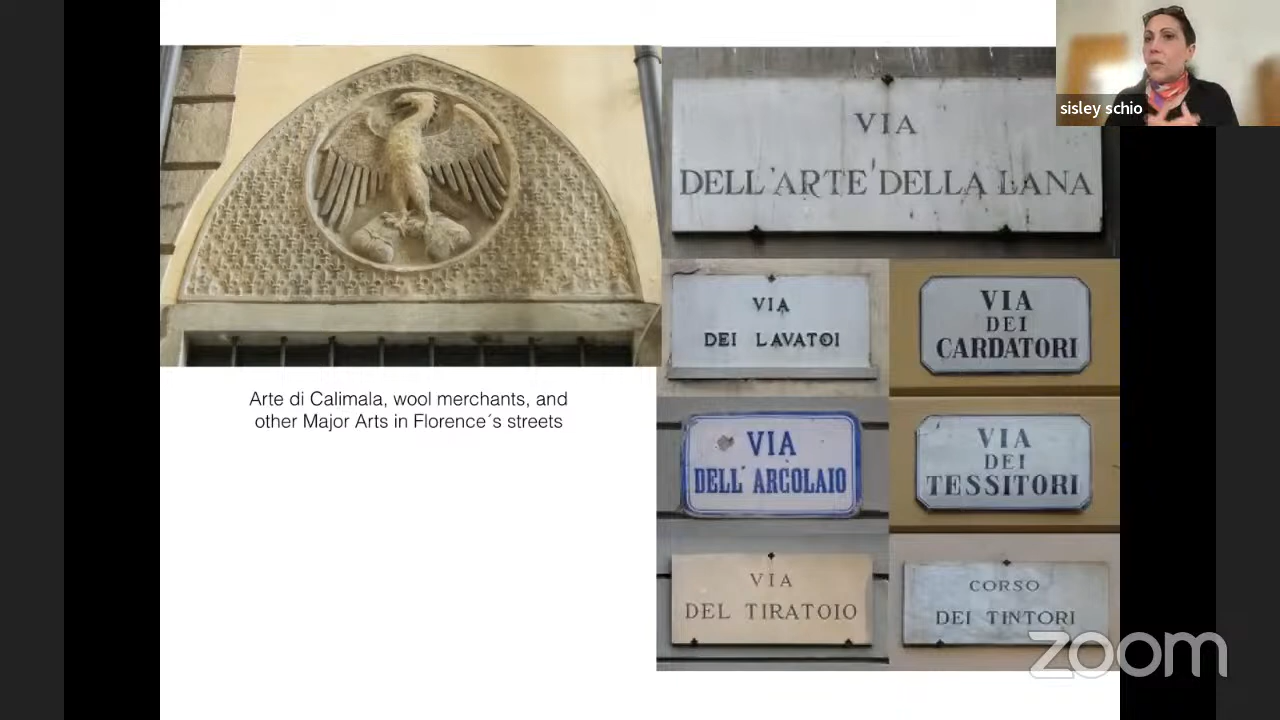 sisley schio
VIA
DELL'ARTE DELLA LANA
VIA
DEI LAVATOI
VIA
DEI
CARDATORI
Arte di Calimala, wool merchants, and
other Major Arts in Florence´s streets
VIA
DELL' ARCOLAIO
VIA
DEI
TESSITORI
VIA
DEL TIRATOIO
CORSO
DEI TINTORI
zoom